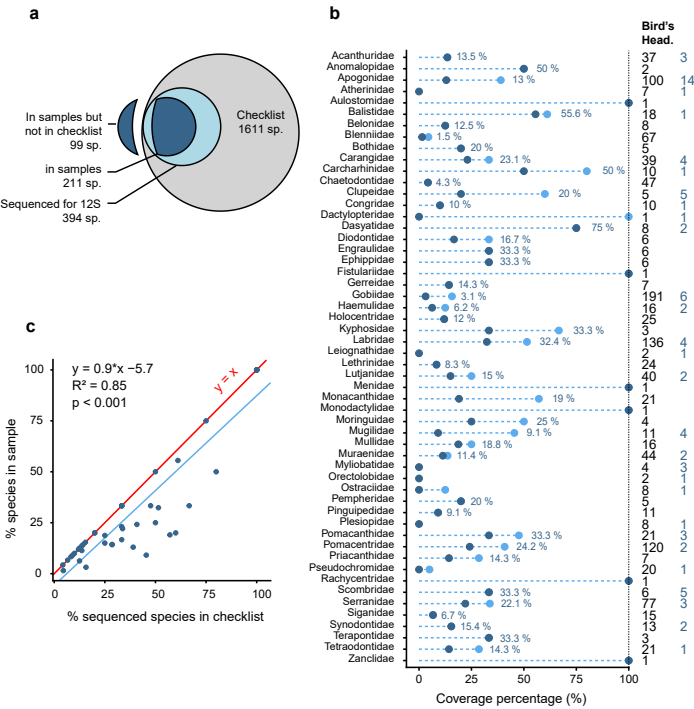 a
In samples but
not in checklist
99 sp.
in samples
211 sp.
Sequenced for 12S
394 sp.
Checklist
1611 sp.
b
Bird's
Head.
Acanthuridae 13.5 % 37 3
Anomalopidae 50 % 2
Apogonidae 13 % 100 14
Atherinidae 7 1
Aulostomidae 1
Balistidae 55.6 % 18 1
Belonidae 12.5 % 8
Blenniidae 1.5 % 67
Bothidae 20 % 5
Carangidae 23.1 % 39 4
Carcharhinidae 50 % 10 1
Chaetodontidae 4.3 % 47
Clupeidae 20 % 5 5
Congridae 10 % 10 1
Dactylopteridae 1 1
Dasyatidae 75 % 8 2
Diodontidae 16.7 % 6
Engraulidae 33.3 % 6
Ephippidae 33.3 % 6
Fistulariidae 1
Gerreidae 14.3 % 7
Gobiidae 3.1 % 191 6
Haemulidae 6.2 % 16 2
Holocentridae 12 % 25
Kyphosidae 33.3 % 3
Labridae 32.4 % 136 4
Leiognathidae 2 1
Lethrinidae 8.3 % 24
Lutjanidae 15 % 40 2
Menidae 1
Monacanthidae 19 % 21
Monodactylidae 1
Moringuidae 25 % 4
Mugilidae 9.1 % 11 4
Mullidae 18.8 % 16
Muraenidae 11.4 % 44 2
Myliobatidae 4 3
Orectolobidae 2 1
Ostraciidae 8 1
Pempheridae 20 % 5
Pinguipedidae 9.1 % 11
Plesiopidae 8 1
Pomacanthidae 33.3 % 21 3
Pomacentridae 24.2 % 120 2
Priacanthidae 14.3 % 7
Pseudochromidae 20 1
Rachycentridae 1
Scombridae 33.3 % 6 5
Serranidae 22.1 % 77 3
Siganidae 6.7 % 15
Synodontidae 15.4 % 13 2
Terapontidae 33.3 % 3
Tetraodontidae 14.3 % 21 1
Zanclidae 1
0 25 50 75 100
Coverage percentage (%)
c
y = 0.9*x −5.7
R² = 0.85
p < 0.001
y = x
% species in sample
100
75
50
25
0
0 25 50 75 100
% sequenced species in checklist